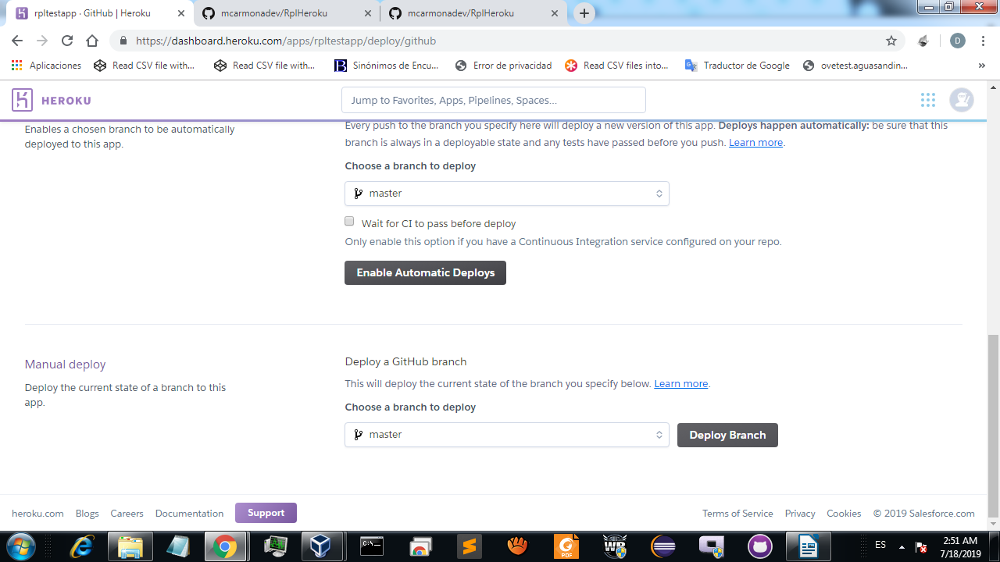 rpltestapp · GitHub | Heroku
mcarmonadev/RplHeroku
mcarmonadev/RplHeroku
https://dashboard.heroku.com/apps/rpltestapp/deploy/github
D
Aplicaciones
Read CSV file with...
Read CSV file with...
B
Sinónimos de Encu...
Error de privacidad
Read CSV files into...
Traductor de Google
ovetest.aguasandin...
»
HEROKU
Jump to Favorites, Apps, Pipelines, Spaces...
Enables a chosen branch to be automatically
deployed to this app.
Every push to the branch you specify here will deploy a new version of this app. Deploys happen automatically: be sure that this
branch is always in a deployable state and any tests have passed before you push. Learn more.
Choose a branch to deploy
master
Wait for CI to pass before deploy
Only enable this option if you have a Continuous Integration service configured on your repo.
Enable Automatic Deploys
Manual deploy
Deploy the current state of a branch to this
app.
Deploy a GitHub branch
This will deploy the current state of the branch you specify below. Learn more.
Choose a branch to deploy
master
Deploy Branch
heroku.com
Blogs
Careers
Documentation
Support
Terms of Service
Privacy
Cookies
© 2019 Salesforce.com
PDF
WPS
ES
2:51 AM
7/18/2019